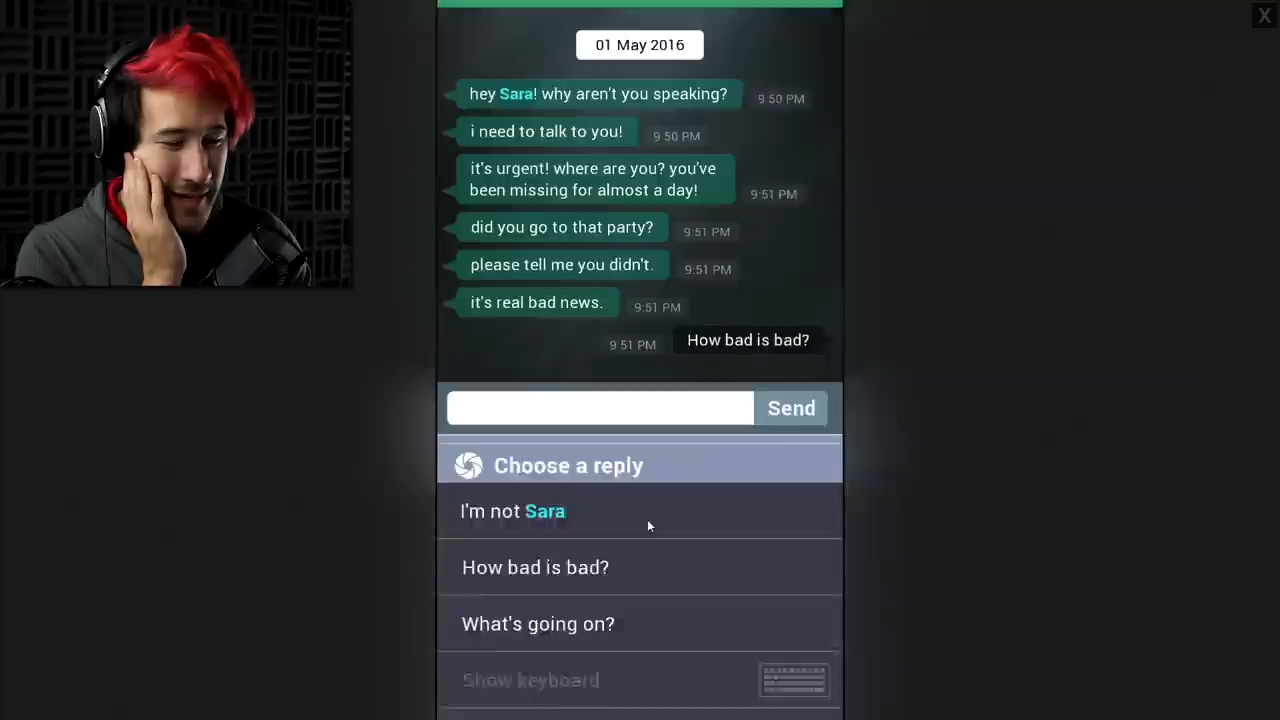 X
01 May 2016
hey Sara! why aren't you speaking?
9 50 PM
i need to talk to you!
9 50 PM
it's urgent! where are you? you've
been missing for almost a day!
9:51 PM
did you go to that party?
9:51 PM
please tell me you didn't.
9:51 PM
it's real bad news.
9:51 PM
9 51 PM
How bad is bad?
Send
Choose a reply
I'm not Sara
How bad is bad?
What's going on?
Show keyboard